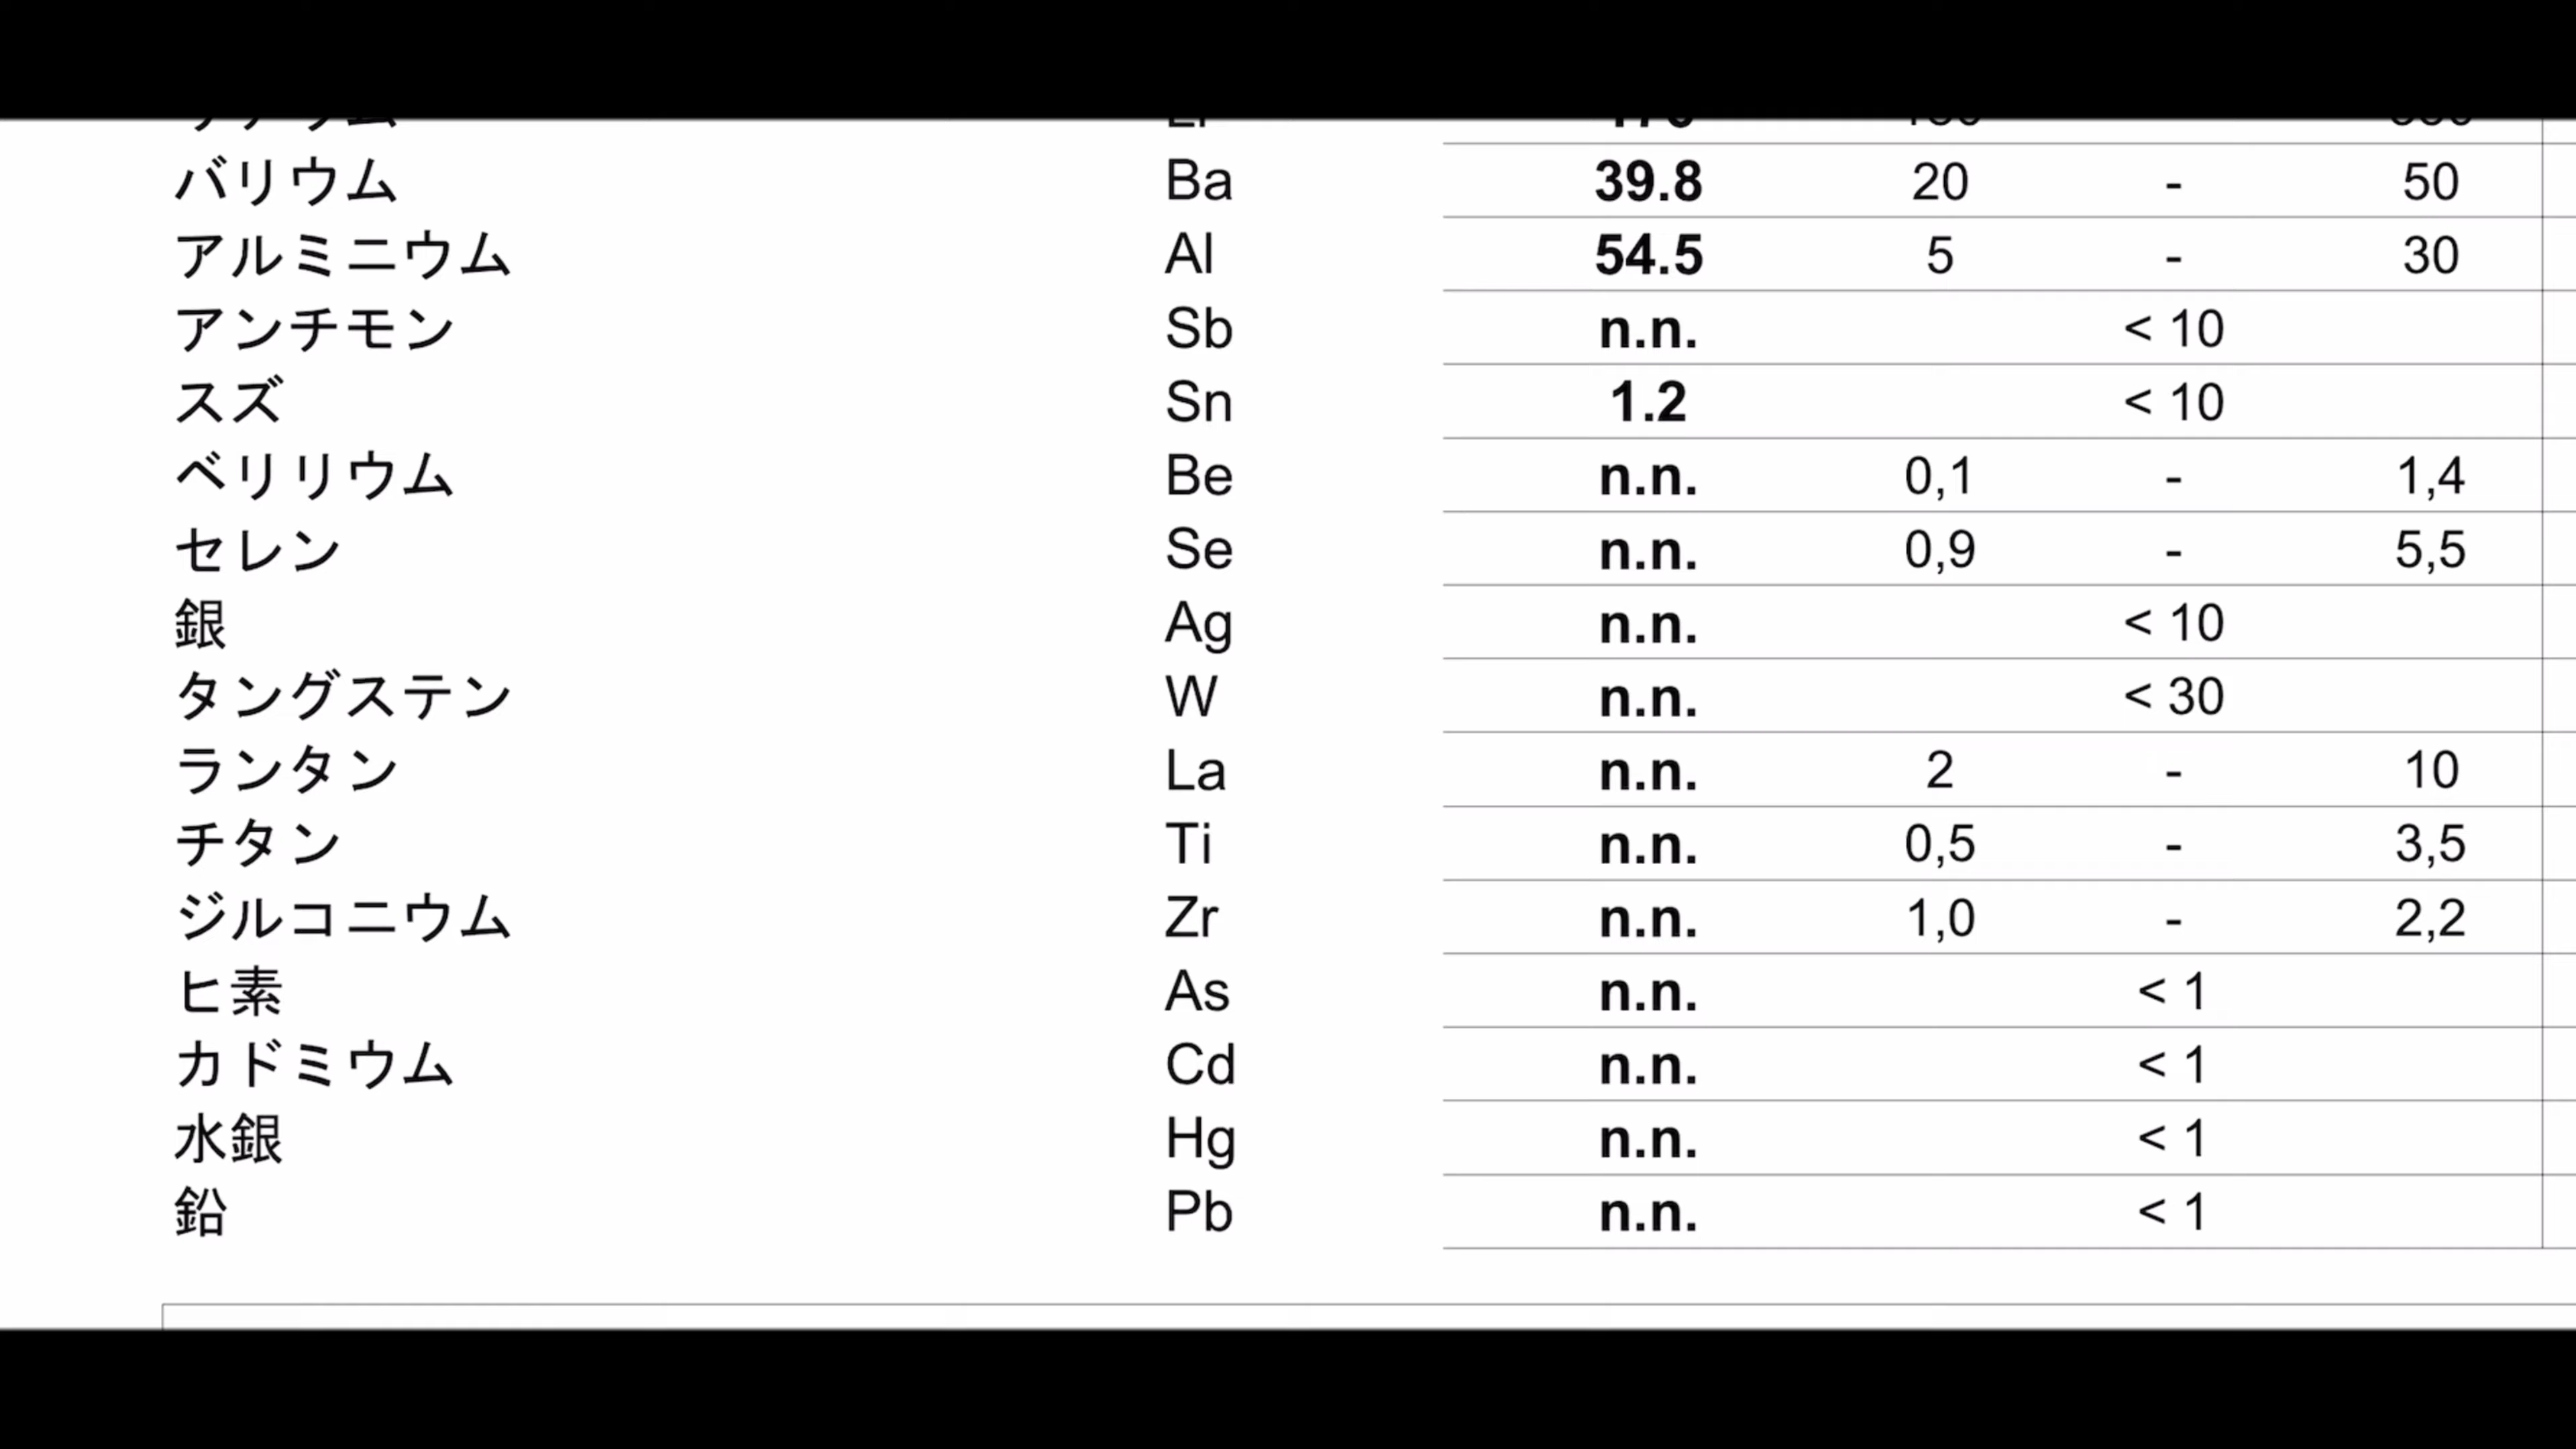 バリウム Ba 39.8 20 - 50
アルミニウム Al 54.5 5 - 30
アンチモン Sb n.n. < 10
スズ Sn 1.2 < 10
ベリリウム Be n.n. 0,1 - 1,4
セレン Se n.n. 0,9 - 5,5
銀 Ag n.n. < 10
タングステン W n.n. < 30
ランタン La n.n. 2 - 10
チタン Ti n.n. 0,5 - 3,5
ジルコニウム Zr n.n. 1,0 - 2,2
ヒ素 As n.n. < 1
カドミウム Cd n.n. < 1
水銀 Hg n.n. < 1
鉛 Pb n.n. < 1